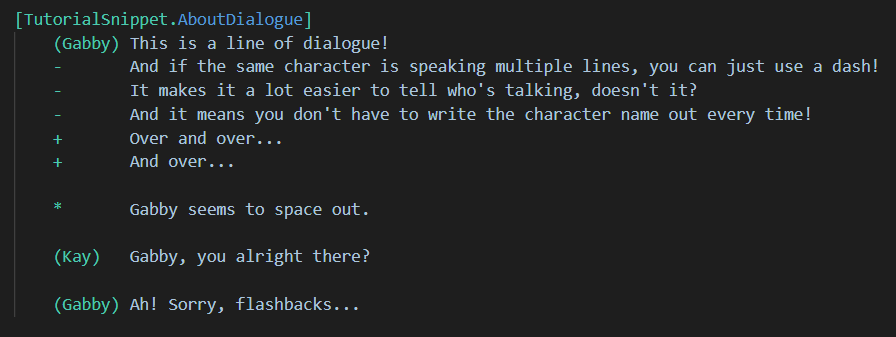 [TutorialSnippet.AboutDialogue]
(Gabby) This is a line of dialogue!
- And if the same character is speaking multiple lines, you can just use a dash!
- It makes it a lot easier to tell who's talking, doesn't it?
- And it means you don't have to write the character name out every time!
+ Over and over...
+ And over...
* Gabby seems to space out.
(Kay) Gabby, you alright there?
(Gabby) Ah! Sorry, flashbacks...